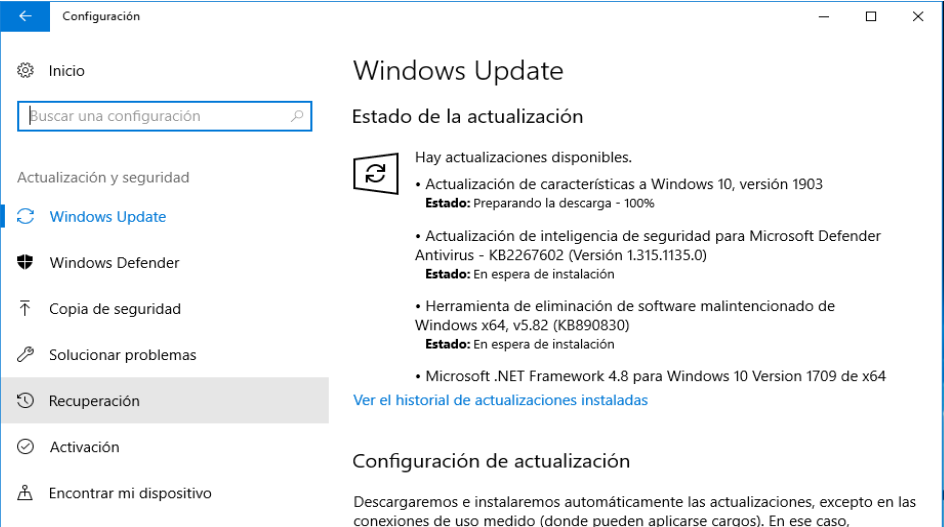 Configuración
Inicio
Buscar una configuración
Actualización y seguridad
Windows Update
Windows Defender
Copia de seguridad
Solucionar problemas
Recuperación
Activación
Encontrar mi dispositivo
Windows Update
Estado de la actualización
Hay actualizaciones disponibles.
• Actualización de características a Windows 10, versión 1903
Estado: Preparando la descarga - 100%
• Actualización de inteligencia de seguridad para Microsoft Defender
Antivirus - KB2267602 (Versión 1.315.1135.0)
Estado: En espera de instalación
• Herramienta de eliminación de software malintencionado de
Windows x64, v5.82 (KB890830)
Estado: En espera de instalación
• Microsoft .NET Framework 4.8 para Windows 10 Version 1709 de x64
Ver el historial de actualizaciones instaladas
Configuración de actualización
Descargaremos e instalaremos automáticamente las actualizaciones, excepto en las
conexiones de uso medido (donde pueden aplicarse cargos). En ese caso,